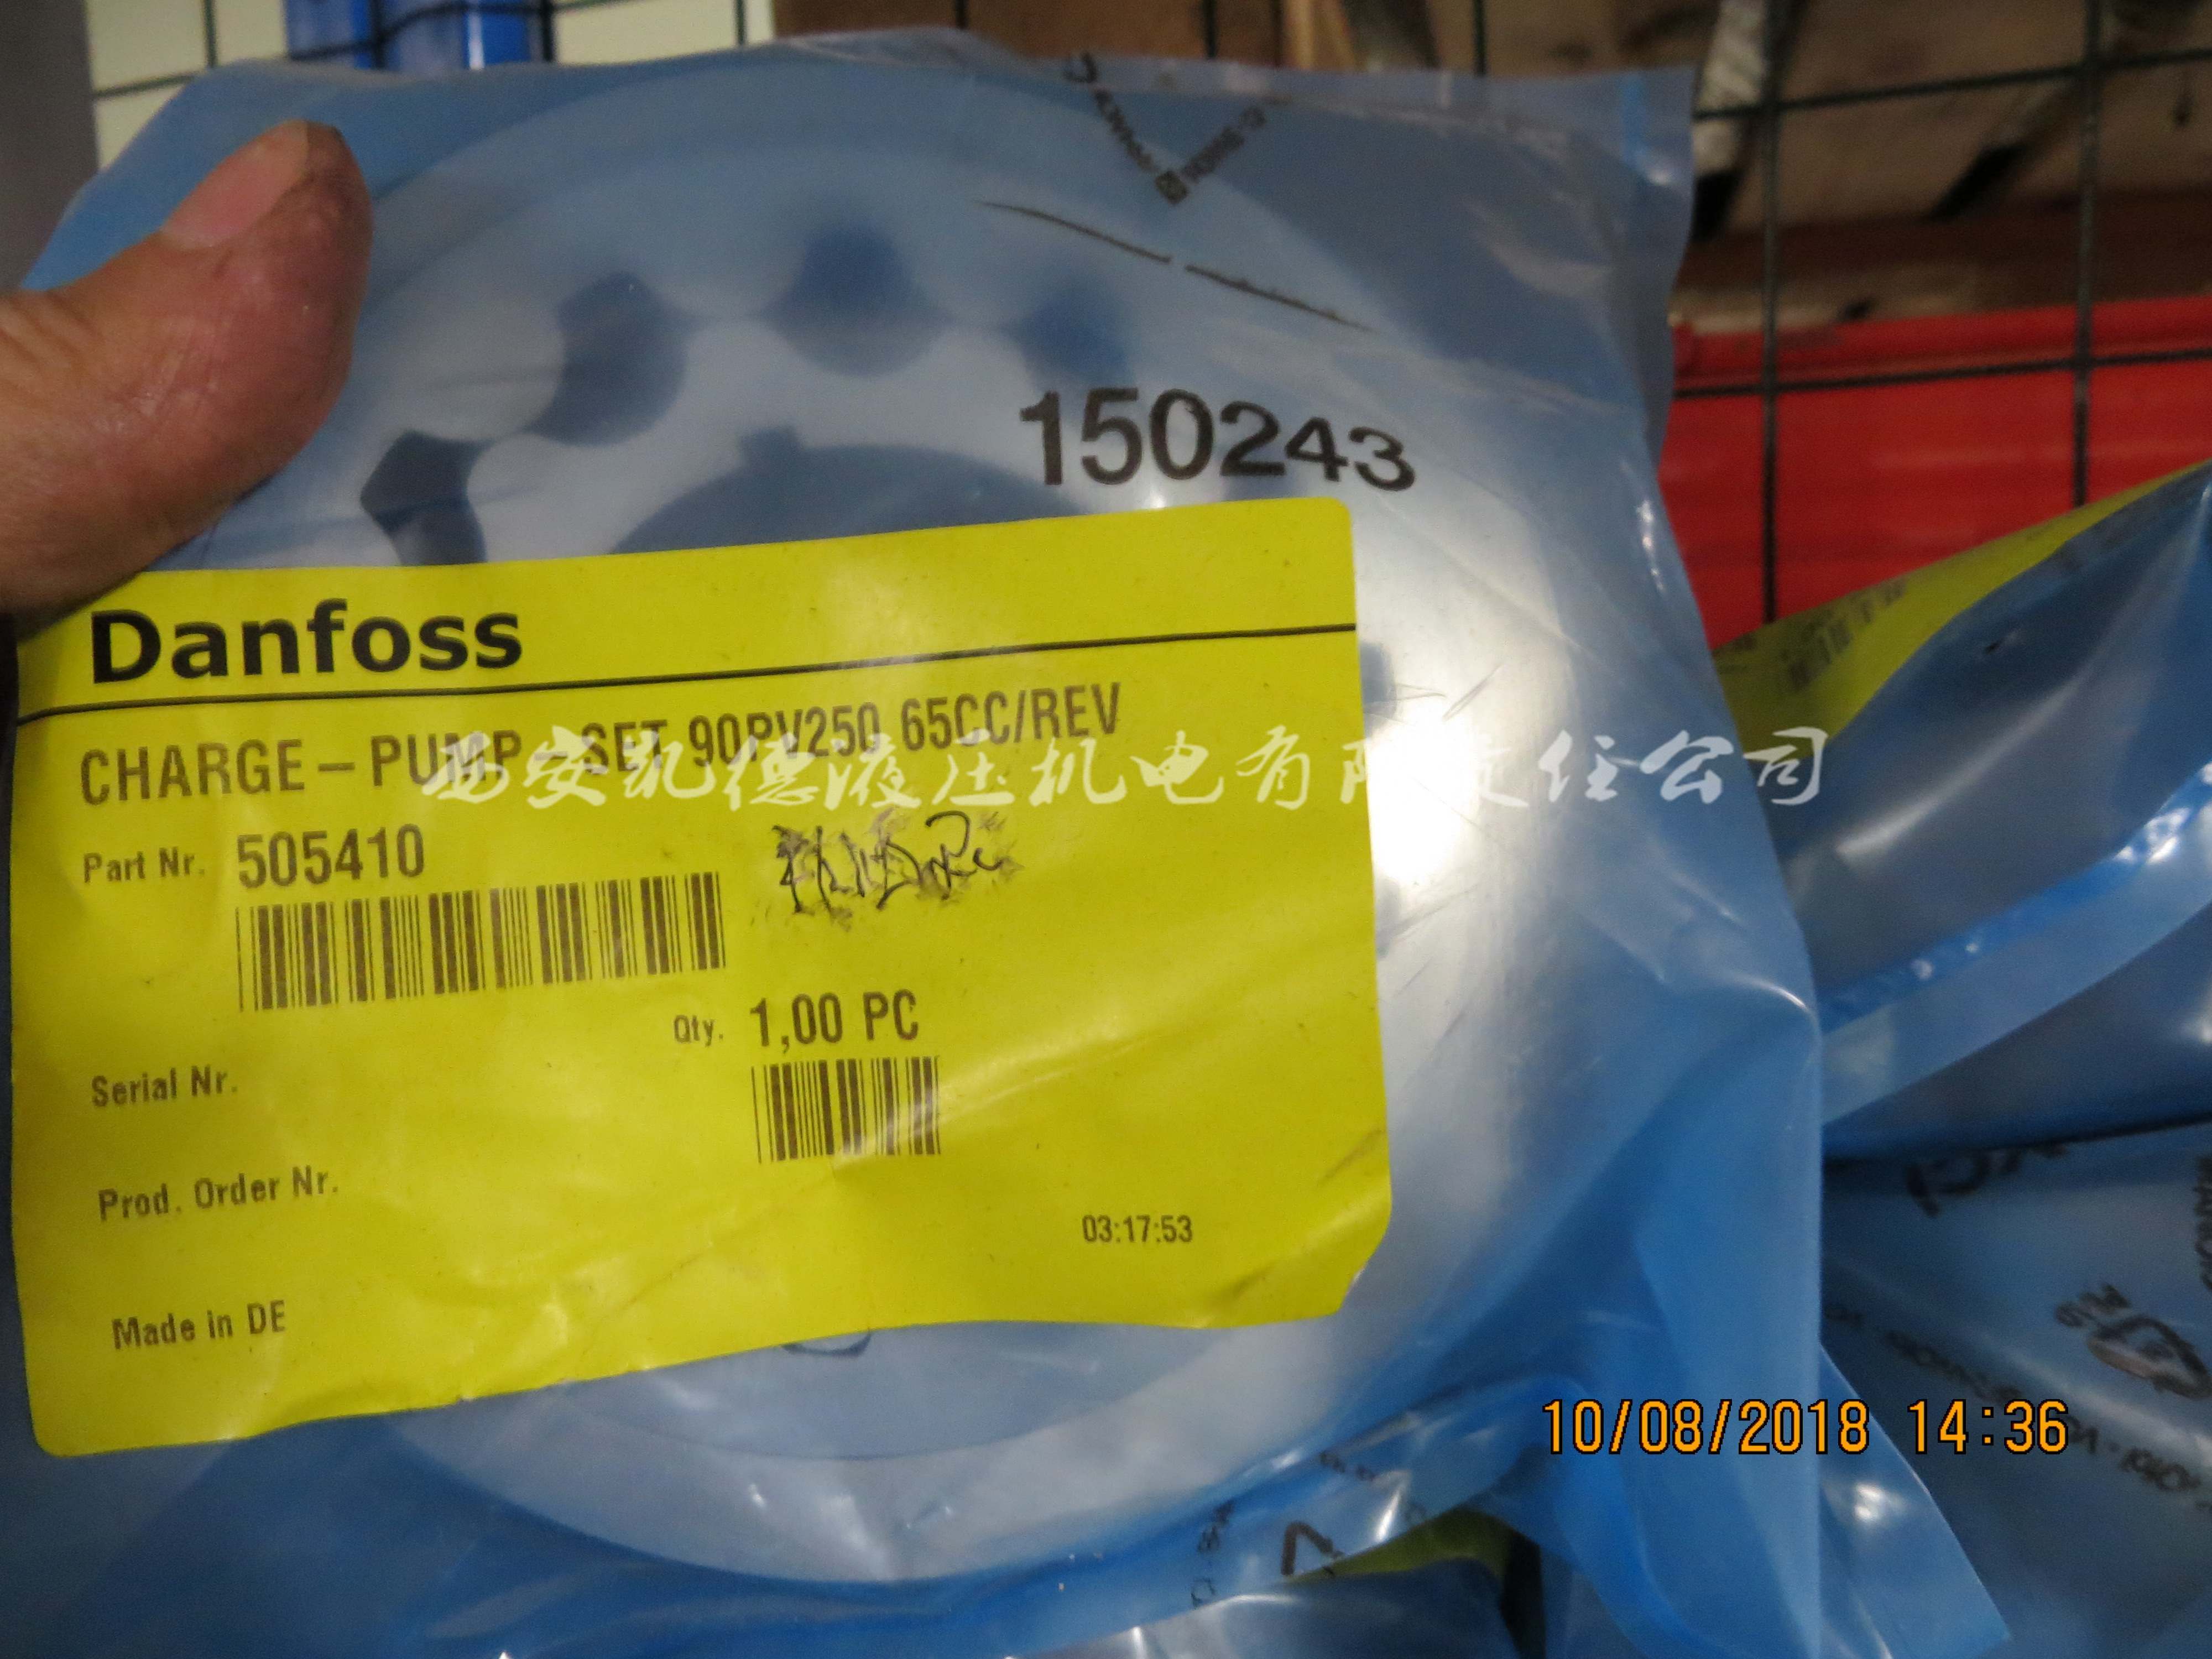 150243
Danfoss
CHARGE-PUMP-SET 90PV250 65CC/REV
西安凯德液压机电有限责任公司
Part Nr. 505410
Qty. 1,00 PC
Serial Nr.
Prod. Order Nr.
03:17:53
Made in DE
10/08/2018 14:36